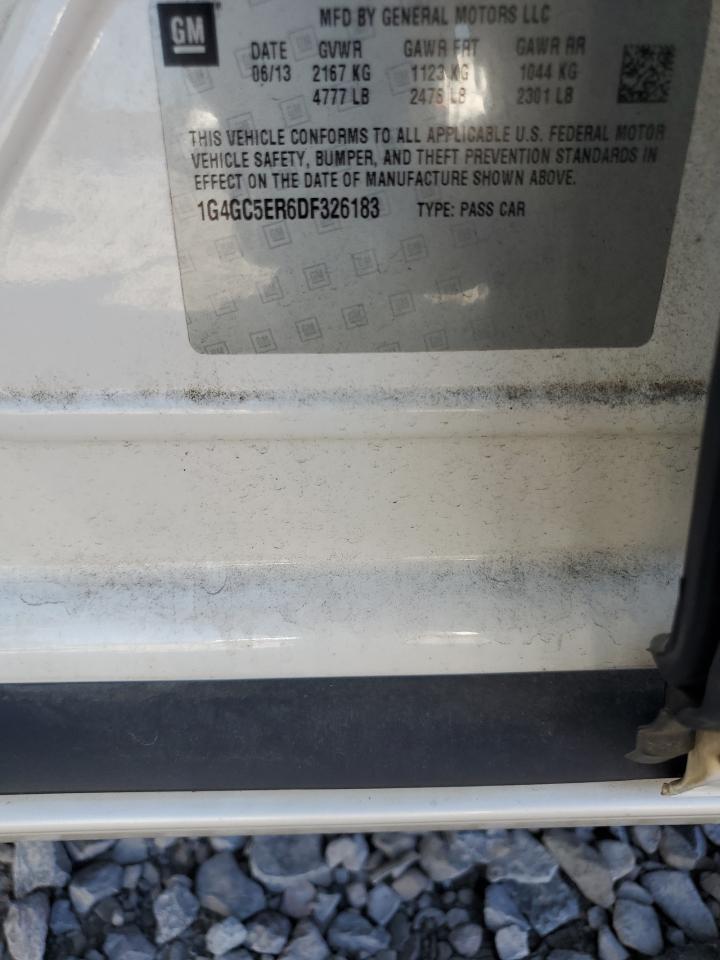 GM
MFD BY GENERAL MOTORS LLC
DATE GVWR GAWR FRT GAWR RR
06/13 2167 KG 1123 KG 1044 KG
4777 LB 2475 LB 2301 LB
THIS VEHICLE CONFORMS TO ALL APPLICABLE U.S. FEDERAL MOTOR
VEHICLE SAFETY, BUMPER, AND THEFT PREVENTION STANDARDS IN
EFFECT ON THE DATE OF MANUFACTURE SHOWN ABOVE.
1G4GC5ER6DF326183 TYPE: PASS CAR